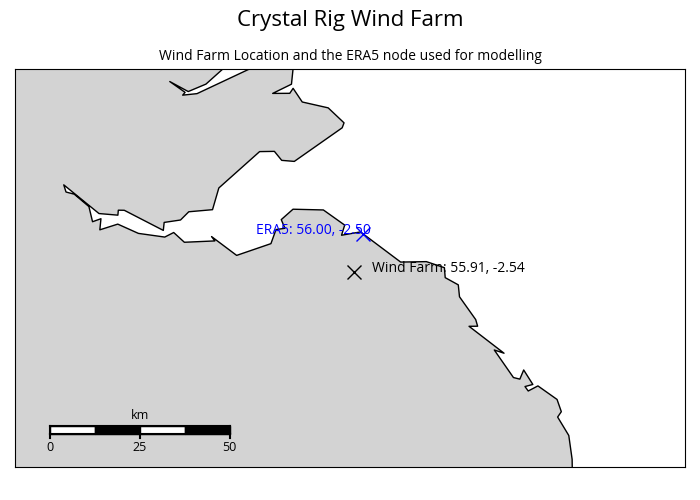 Crystal Rig Wind Farm
Wind Farm Location and the ERA5 node used for modelling
ERA5: 56.00, -2.50
Wind Farm: 55.91, -2.54
km
0 25 50